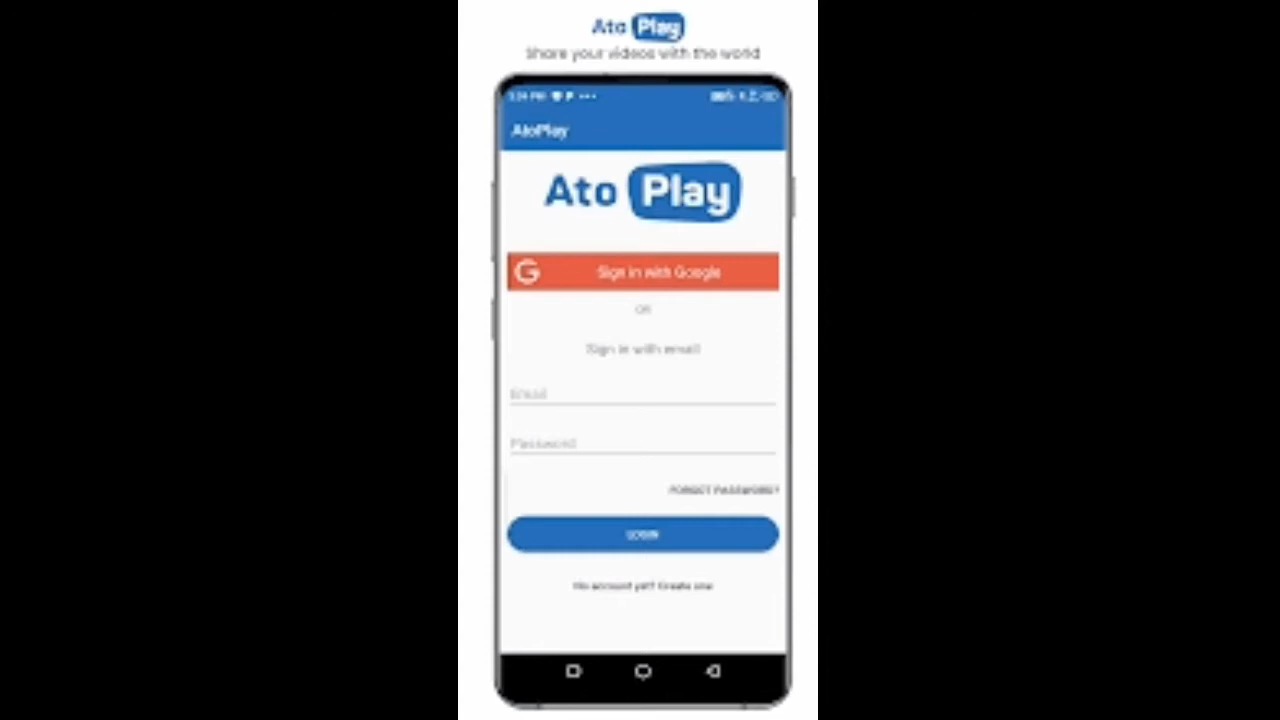 Ato Play
Share your videos with the world
AtoPlay
Ato Play
Sign in with Google
OR
Sign in with email
Email
Password
FORGOT PASSWORD?
LOGIN
No account yet? Create one